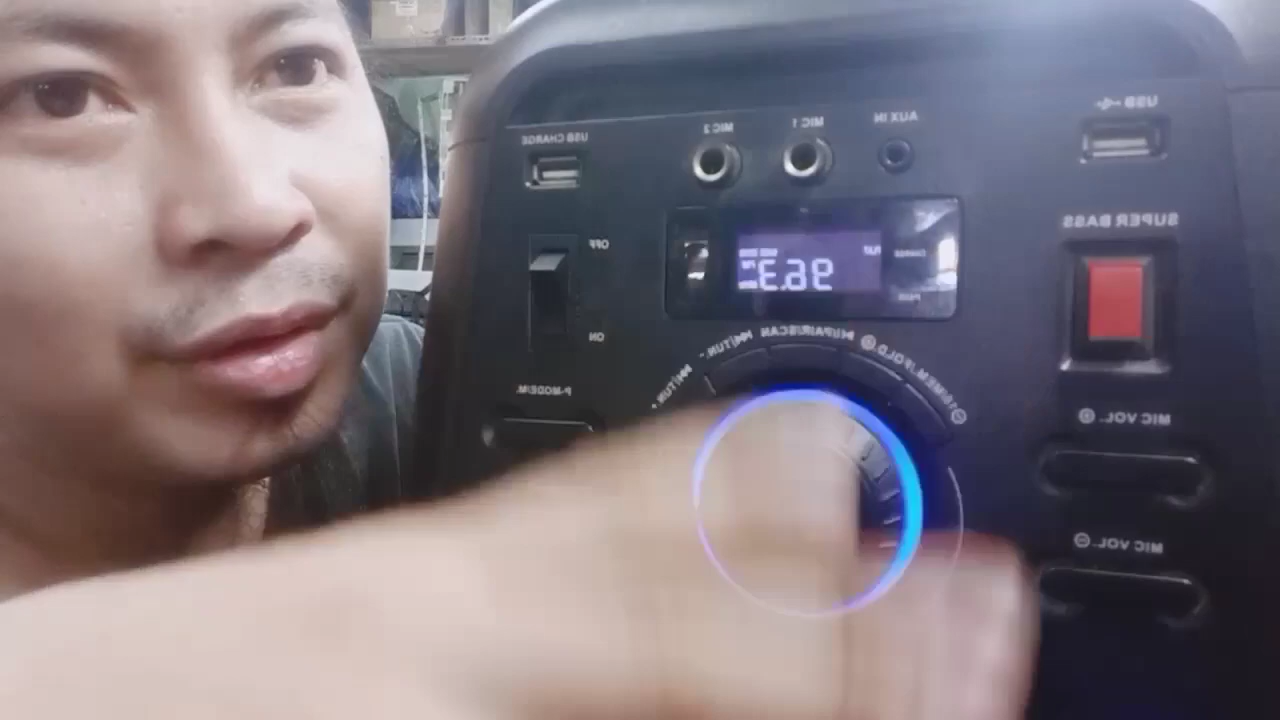 USB
AUX IN
MIC 1
MIC 2
USB CHARGE
SUPER BASS
OFF
96.3
ON
MIC VOL. +
P-MODE/M.
MIC VOL. -